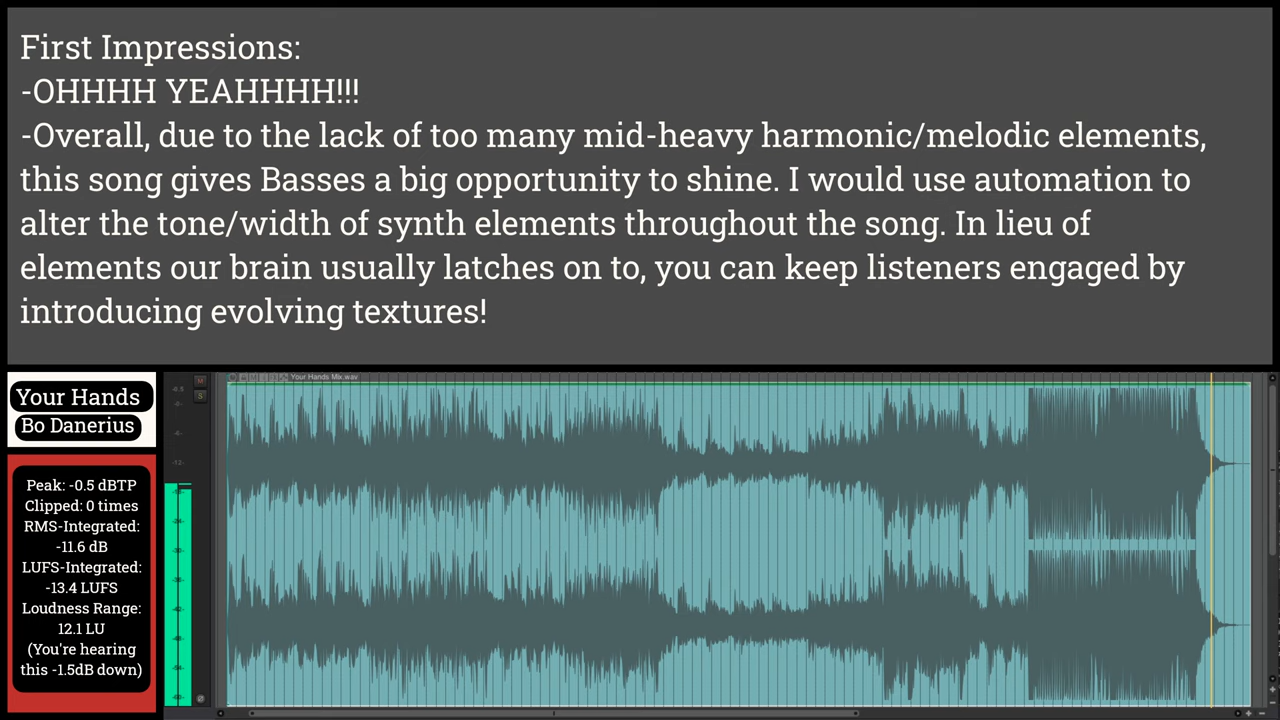 First Impressions:
-OHHHH YEAHHHH!!!
-Overall, due to the lack of too many mid-heavy harmonic/melodic elements,
this song gives Basses a big opportunity to shine. I would use automation to
alter the tone/width of synth elements throughout the song. In lieu of
elements our brain usually latches on to, you can keep listeners engaged by
introducing evolving textures!
Your Hands
Bo Danerius
Peak: -0.5 dBTP
Clipped: 0 times
RMS-Integrated:
-11.6 dB
LUFS-Integrated:
-13.4 LUFS
Loudness Range:
12.1 LU
(You're hearing
this -1.5dB down)
Your Hands Mix.wav
M
S
-6-
-12-